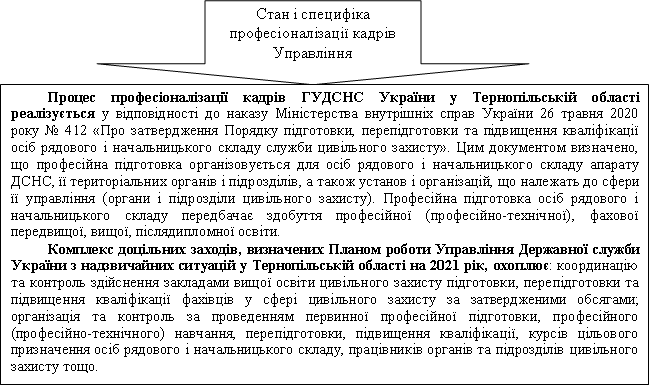 Стан і специфіка
професіоналізації кадрів
Управління
Процес професіоналізації кадрів ГУДСНС України у Тернопільській області
реалізується у відповідності до наказу Міністерства внутрішніх справ України 26 травня 2020
року № 412 «Про затвердження Порядку підготовки, перепідготовки та підвищення кваліфікації
осіб рядового і начальницького складу служби цивільного захисту». Цим документом визначено,
що професійна підготовка організовується для осіб рядового і начальницького складу апарату
ДСНС, її територіальних органів і підрозділів, а також установ і організацій, що належать до сфери
її управління (органи і підрозділи цивільного захисту). Професійна підготовка осіб рядового і
начальницького складу передбачає здобуття професійної (професійно-технічної), фахової
передвищої, вищої, післядипломної освіти.
Комплекс доцільних заходів, визначених Планом роботи Управління Державної служби
України з надзвичайних ситуацій у Тернопільській області на 2021 рік, охоплює: координацію
та контроль здійснення закладами вищої освіти цивільного захисту підготовки, перепідготовки та
підвищення кваліфікації фахівців у сфері цивільного захисту за затвердженими обсягами;
організація та контроль за проведенням первинної професійної підготовки, професійного
(професійно-технічного) навчання, перепідготовки, підвищення кваліфікації, курсів цільового
призначення осіб рядового і начальницького складу, працівників органів та підрозділів цивільного
захисту тощо.